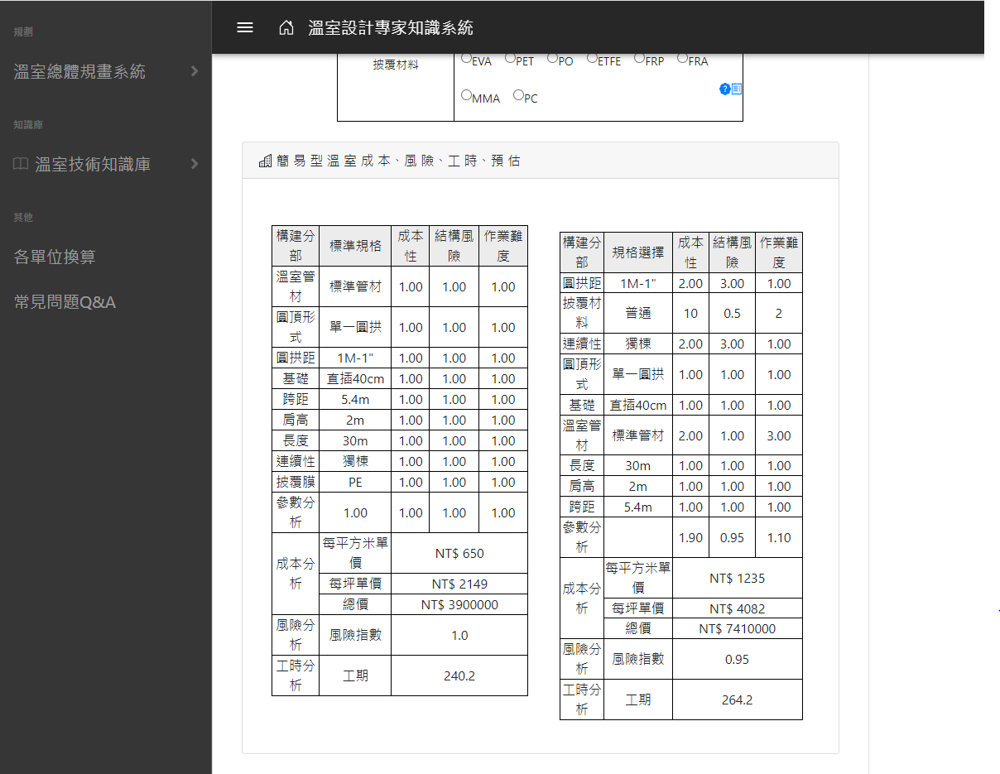 規劃
溫室總體規畫系統
知識庫
溫室技術知識庫
其他
各單位換算
常見問題Q&A
溫室設計專家知識系統
披覆材料
EVA PET PO ETFE FRP FRA
MMA PC
簡易型溫室成本、風險、工時、預估
構建分部 標準規格 成本性 結構風險 作業難度
溫室管材 標準管材 1.00 1.00 1.00
圓頂形式 單一圓拱 1.00 1.00 1.00
圓拱距 1M-1" 1.00 1.00 1.00
基礎 直插40cm 1.00 1.00 1.00
跨距 5.4m 1.00 1.00 1.00
肩高 2m 1.00 1.00 1.00
長度 30m 1.00 1.00 1.00
連續性 獨棟 1.00 1.00 1.00
披覆膜 PE 1.00 1.00 1.00
參數分析 1.00 1.00 1.00 1.00
成本分析 每平方米單價 NT$ 650
每坪單價 NT$ 2149
總價 NT$ 3900000
風險分析 風險指數 1.0
工時分析 工期 240.2
構建分部 規格選擇 成本性 結構風險 作業難度
圓拱距 1M-1" 2.00 3.00 1.00
披覆材料 普通 10 0.5 2
連續性 獨棟 2.00 3.00 1.00
圓頂形式 單一圓拱 1.00 1.00 1.00
基礎 直插40cm 1.00 1.00 1.00
溫室管材 標準管材 2.00 1.00 3.00
長度 30m 1.00 1.00 1.00
肩高 2m 1.00 1.00 1.00
跨距 5.4m 1.00 1.00 1.00
參數分析 1.90 0.95 1.10
成本分析 每平方米單價 NT$ 1235
每坪單價 NT$ 4082
總價 NT$ 7410000
風險分析 風險指數 0.95
工時分析 工期 264.2